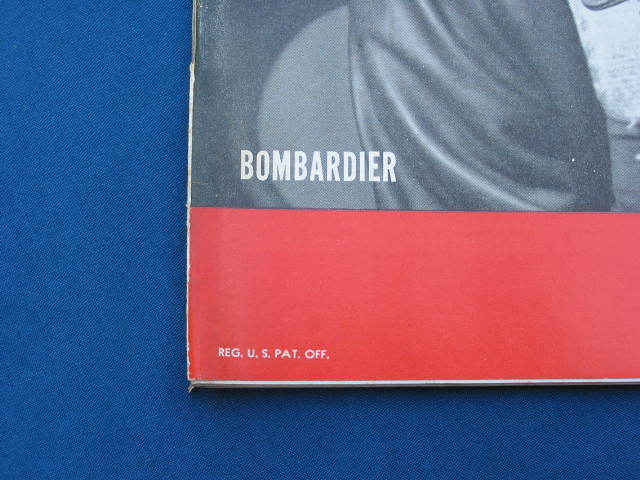 BOMBARDIER
REG. U. S. PAT. OFF.